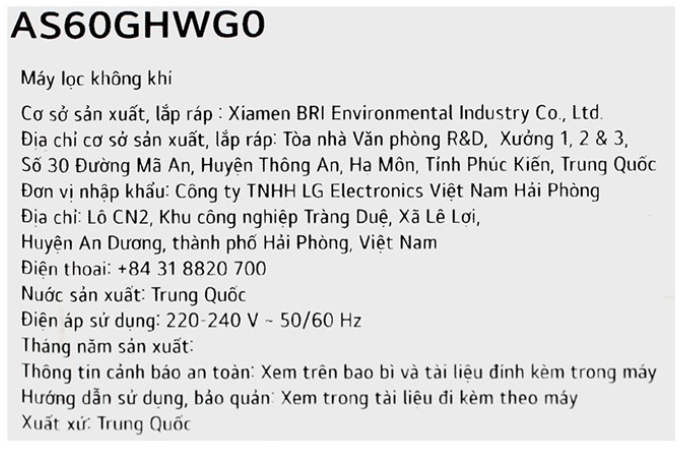 AS60GHWG0
Máy lọc không khí
Cơ sở sản xuất, lắp ráp : Xiamen BRI Environmental Industry Co., Ltd.
Địa chỉ cơ sở sản xuất, lắp ráp: Tòa nhà Văn phòng R&D, Xưởng 1, 2 & 3,
Số 30 Đường Mã An, Huyện Thông An, Hạ Môn, Tỉnh Phúc Kiến, Trung Quốc
Đơn vị nhập khẩu: Công ty TNHH LG Electronics Việt Nam Hải Phòng
Địa chỉ: Lô CN2, Khu công nghiệp Tràng Duệ, Xã Lê Lợi,
Huyện An Dương, thành phố Hải Phòng, Việt Nam
Điện thoai: +84 31 8820 700
Nước sản xuất: Trung Quốc
Điện áp sử dụng: 220-240 V ~ 50/60 Hz
Tháng năm sản xuất:
Thông tin cảnh báo an toàn: Xem trên bao bì và tài liệu đính kèm trong máy
Hướng dẫn sử dụng, bảo quản: Xem trong tài liệu đi kèm theo máy
Xuất xứ: Trung Quốc